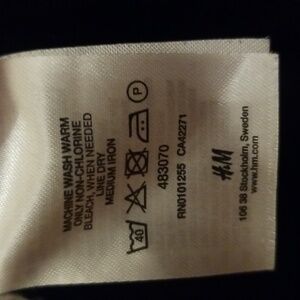 MACHINE WASH WARM
ONLY NON-CHLORINE
BLEACH, WHEN NEEDED
LINE DRY
MEDIUM IRON
40
P
483070
RN0101255 CA42271
H&M
106 38 Stockholm, Sweden
www.hm.com